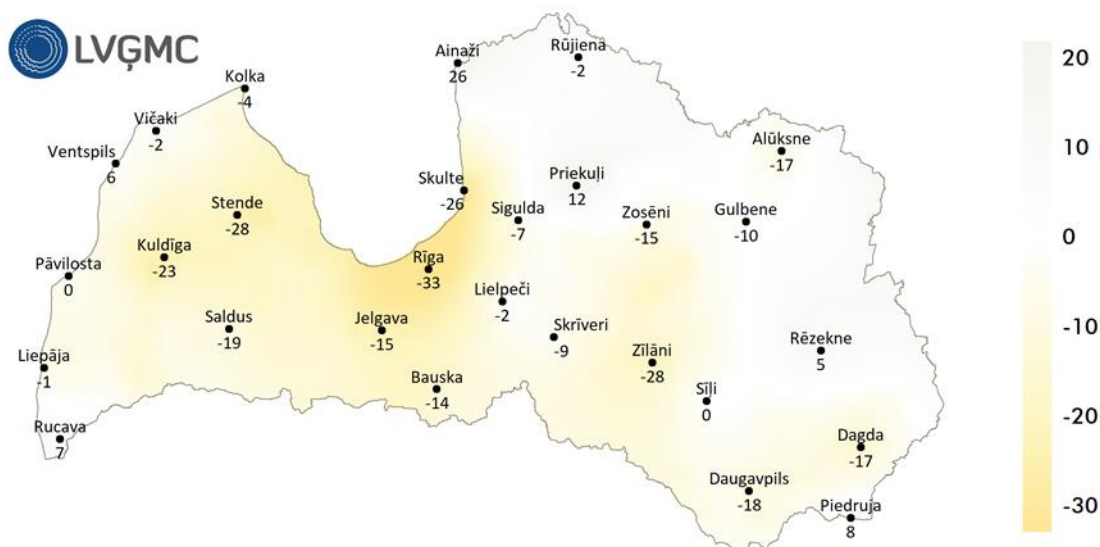 LVĢMC
Ainaži
26
Rūjiena
-2
20
Kolka
-4
Vičaki
-2
10
Ventspils
6
Alūksne
-17
Skulte
-26
Priekuļi
12
Stende
-28
Sigulda
-7
Zosēni
-15
Gulbene
-10
0
Kuldīga
-23
Rīga
-33
Pāvilosta
0
Lielpeči
-2
Saldus
-19
Jelgava
-15
Skrīveri
-9
-10
Rēzekne
5
Liepāja
-1
Zīlāni
-28
Bauska
-14
Sīļi
0
-20
Rucava
7
Dagda
-17
Daugavpils
-18
Piedruja
8
-30